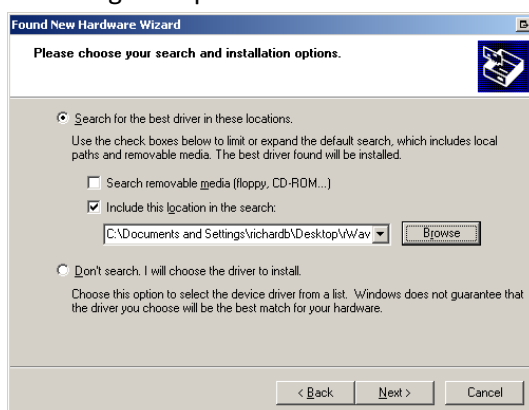 Found New Hardware Wizard
Please choose your search and installation options.
Search for the best driver in these locations.
Use the check boxes below to limit or expand the default search, which includes local
paths and removable media. The best driver found will be installed.
Search removable media (floppy, CD-ROM...)
Include this location in the search:
C:\Documents and Settings\richardb\Desktop\rWav
Browse
Don't search. I will choose the driver to install.
Choose this option to select the device driver from a list. Windows does not guarantee that
the driver you choose will be the best match for your hardware.
< Back Next > Cancel